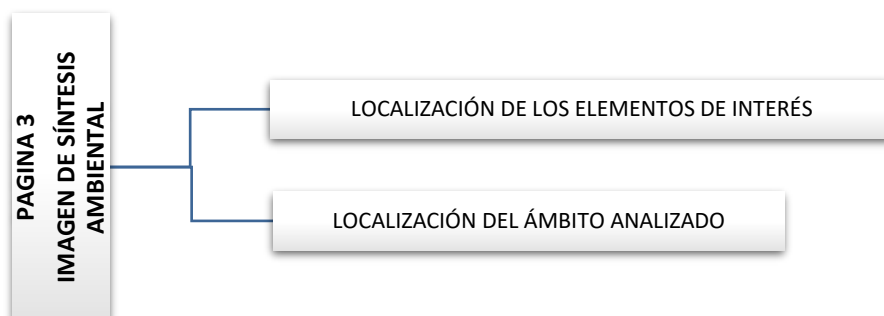 PAGINA 3
IMAGEN DE SÍNTESIS
AMBIENTAL
LOCALIZACIÓN DE LOS ELEMENTOS DE INTERÉS
LOCALIZACIÓN DEL ÁMBITO ANALIZADO